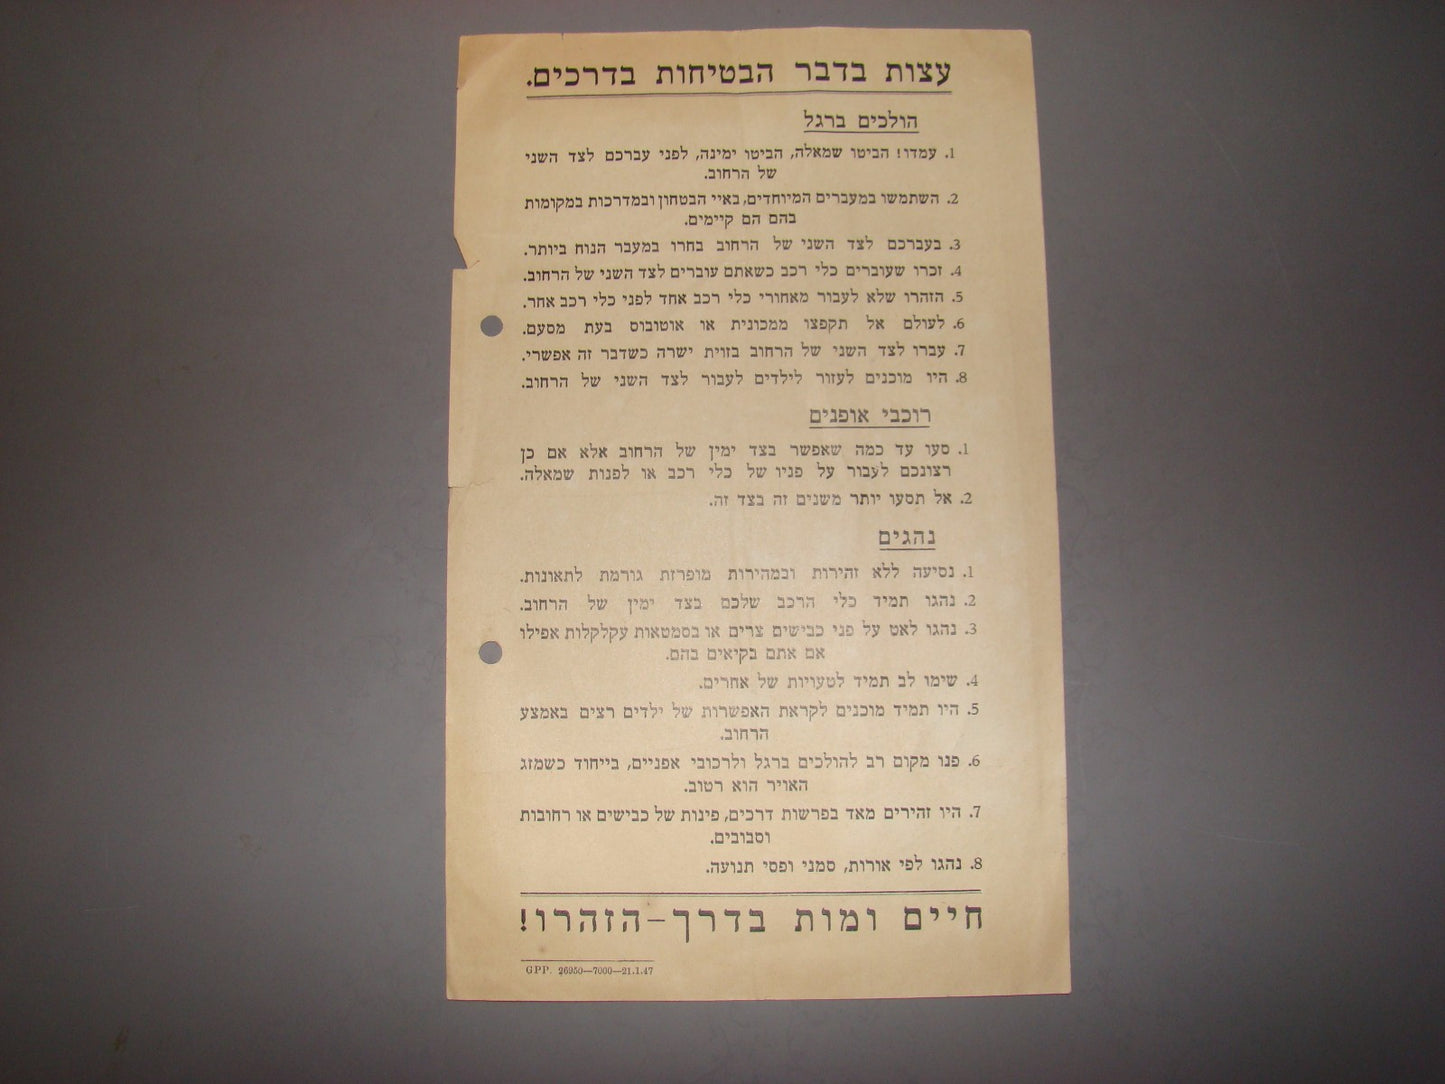 עצות בדבר הבטיחות בדרכים.
הולכים ברגל
1. עמדו! הביטו שמאלה, הביטו ימינה, לפני עברכם לצד השני
של הרחוב.
2. השתמשו במעברים המיוחדים, באיי הבטחון ובמדרכות במקומות
בהם הם קיימים.
3. בעברכם לצד השני של הרחוב בחרו במעבר הנוח ביותר.
4. זכרו שעוברים כלי רכב כשאתם עוברים לצד השני של הרחוב.
5. הזהרו שלא לעבור מאחורי כלי רכב אחד לפני כלי רכב אחר.
6. לעולם אל תקפצו ממכונית או אוטובוס בעת מסעם.
7. עברו לצד השני של הרחוב בזוית ישרה כשדבר זה אפשרי.
8. היו מוכנים לעזור לילדים לעבור לצד השני של הרחוב.
רוכבי אופנים
1. סעו עד כמה שאפשר בצד ימין של הרחוב אלא אם כן
רצונכם לעבור על פניו של כלי רכב או לפנות שמאלה.
2. אל תסעו יותר משנים זה בצד זה.
נהגים
1. נסיעה ללא זהירות ובמהירות מופרזת גורמת לתאונות.
2. נהגו תמיד כלי הרכב שלכם בצד ימין של הרחוב.
3. נהגו לאט על פני כבישים צרים או בסמטאות עקלקלות אפילו
אם אתם בקיאים בהם.
4. שימו לב תמיד לטעויות של אחרים.
5. היו תמיד מוכנים לקראת האפשרות של ילדים רצים באמצע
הרחוב.
6. פנו מקום רב להולכים ברגל ולרכובי אפניים, בייחוד כשמזג
האויר הוא רטוב.
7. היו זהירים מאד בפרשות דרכים, פינות של כבישים או רחובות
וסבובים.
8. נהגו לפי אורות, סמני ופסי תנועה.
חיים ומות בדרך–הזהרו!
GPP. 26950—7000—21.1.47